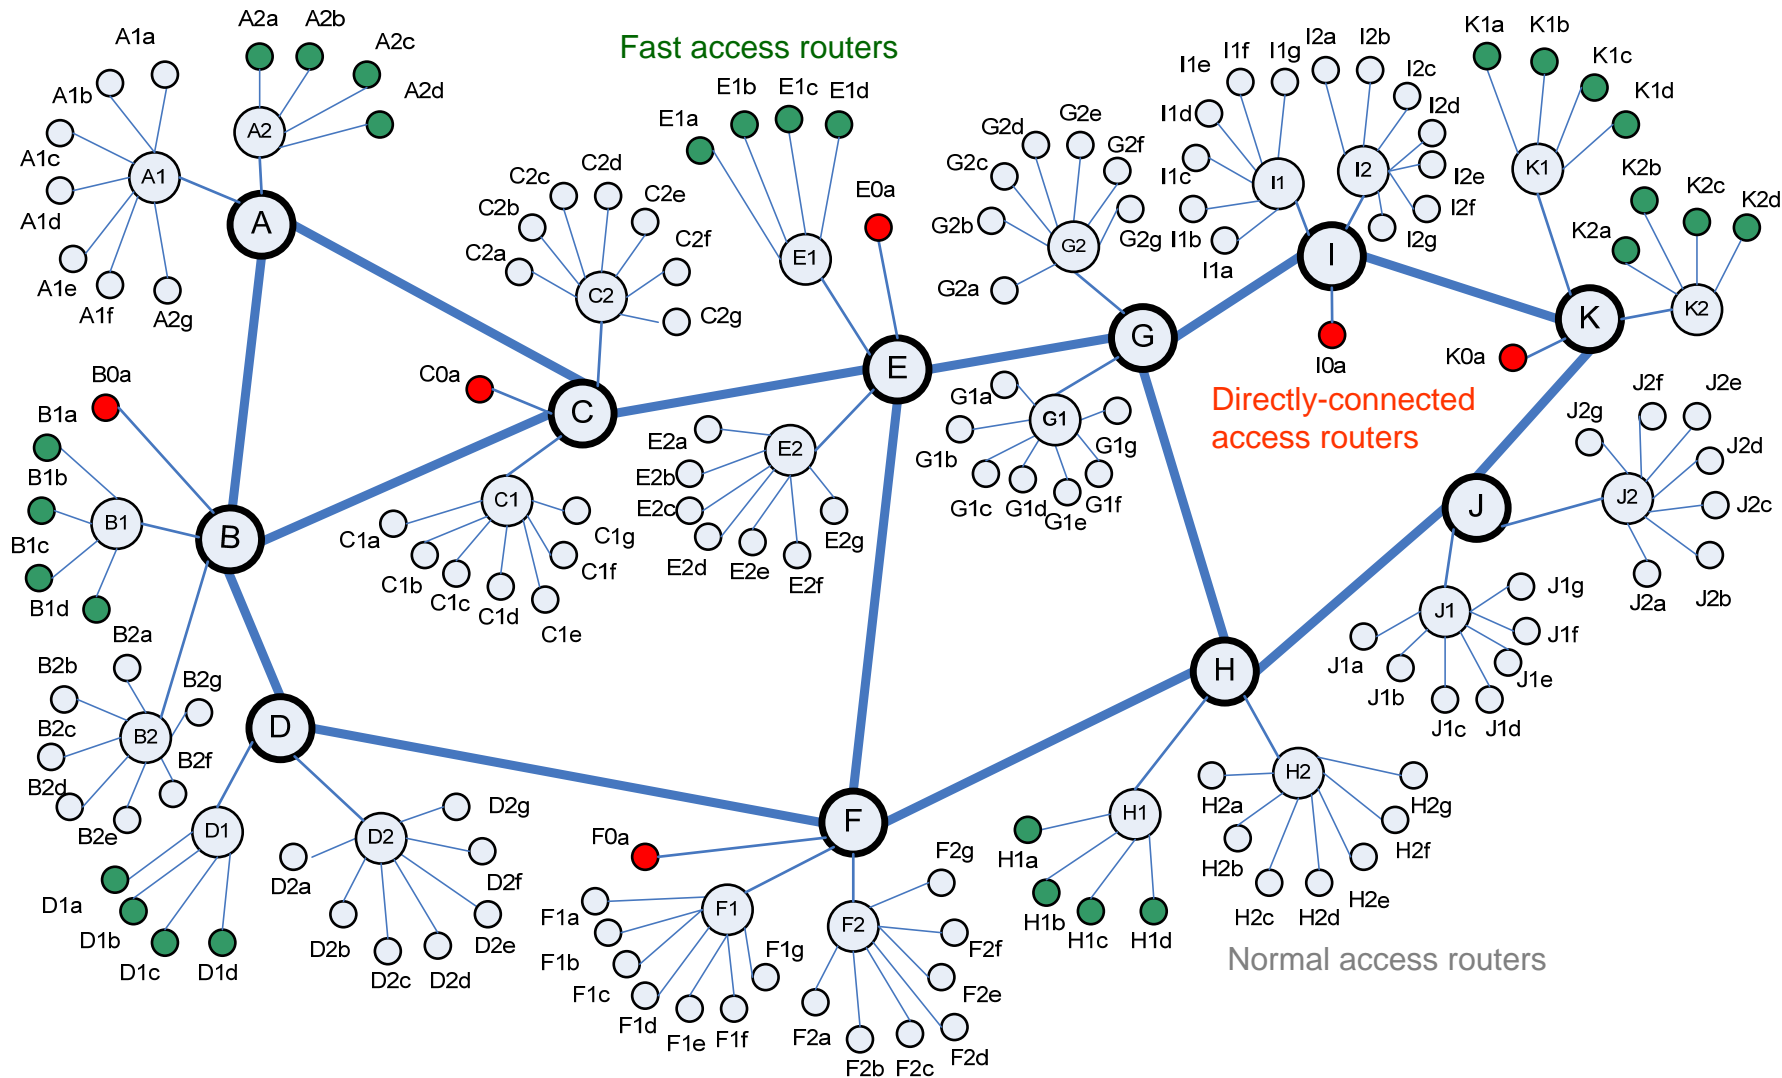 A2a
A2b
A1a
A2c
A1b
A2d
A2
A1c
A1
A1d
A
A1e
A1f
A2g
Fast access routers
E1b
E1c
E1d
E1a
E0a
E1
C2d
C2c
C2e
C2b
C2f
C2a
C2
C2g
G2e
G2d
G2f
G2c
G2b
G2
G2g
G2a
I2a
I2b
I1f
I1g
I1e
I2c
I1d
I2d
I1c
I1
I2
I2e
I2f
I1b
I2g
I1a
I
I0a
K1a
K1b
K1c
K1d
K1
K2b
K2c
K2d
K2a
K2
K
K0a
Directly-connected
access routers
B0a
B1a
B1b
B1
B
B1c
B1d
B2a
B2b
B2g
B2c
B2
B2f
B2d
B2e
C0a
C
C1
C1g
C1a
C1f
C1b
C1c
C1d
C1e
E
E2a
E2
E2b
E2c
E2g
E2d
E2e
E2f
G
G1a
G1
G1g
G1b
G1f
G1c
G1d
G1e
J2f
J2e
J2g
J2d
J2
J2c
J
J2a
J2b
J1g
J1
J1f
J1a
J1e
J1b
J1c
J1d
H
D
D1
D2
D2g
D2a
D2f
D1a
D1b
D2e
D2b
D1c
D1d
D2c
D2d
F
F0a
F2g
F1a
F1
F2
F2f
F1b
F1g
F1c
F2e
F1d
F1e
F1f
F2a
F2d
F2b
F2c
H1
H2
H2a
H2g
H1a
H2b
H2f
H1b
H2e
H1c
H1d
H2c
H2d
Normal access routers